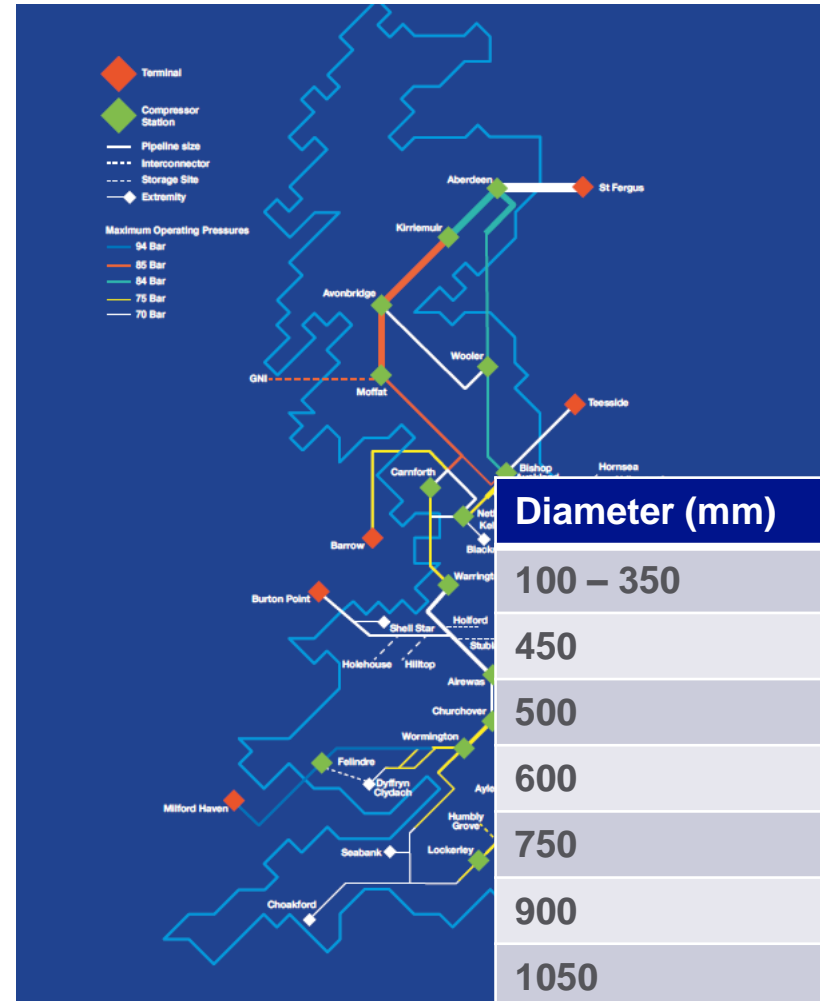 Terminal
Compressor
Station
Pipeline size
Interconnector
Storage Site
Extremity
Maximum Operating Pressures
94 Bar
85 Bar
84 Bar
75 Bar
70 Bar
Aberdeen
St Fergus
Kirriemuir
Avonbridge
Wooler
GNI
Moffat
Teesside
Carnforth
Bishop
Hornsea
Barrow
Warrington
Burton Point
Shell Star
Holford
Holehouse
Hilltop
Alrewas
Churchover
Wormington
Felindre
Dyffryn
Clydach
Milford Haven
Humbly
Grove
Seabank
Lockerley
Choakford
Diameter (mm)
100 – 350
450
500
600
750
900
1050